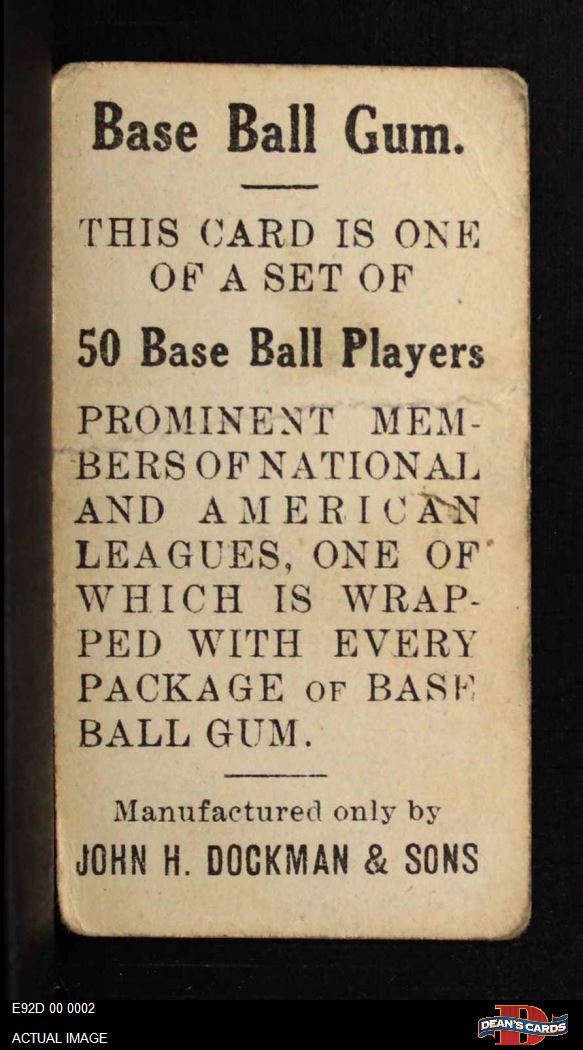 Base Ball Gum.
THIS CARD IS ONE
OF A SET OF
50 Base Ball Players
PROMINENT MEM-
BERS OF NATIONAL
AND AMERICAN
LEAGUES, ONE OF
WHICH IS WRAP-
PED WITH EVERY
PACKAGE OF BASE
BALL GUM.
Manufactured only by
JOHN H. DOCKMAN & SONS
E92D 00 0002
ACTUAL IMAGE
D
DEAN'S CARDS